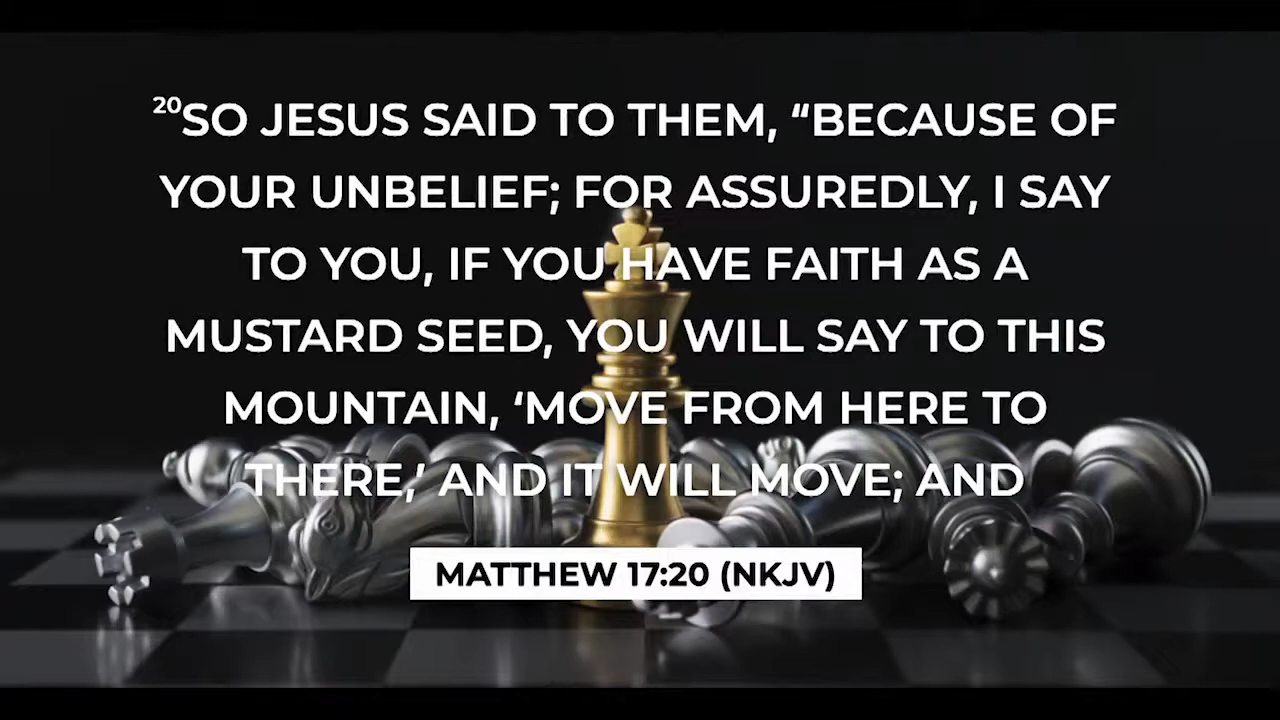 20SO JESUS SAID TO THEM, “BECAUSE OF
YOUR UNBELIEF; FOR ASSUREDLY, I SAY
TO YOU, IF YOU HAVE FAITH AS A
MUSTARD SEED, YOU WILL SAY TO THIS
MOUNTAIN, ‘MOVE FROM HERE TO
THERE,’ AND IT WILL MOVE; AND
MATTHEW 17:20 (NKJV)